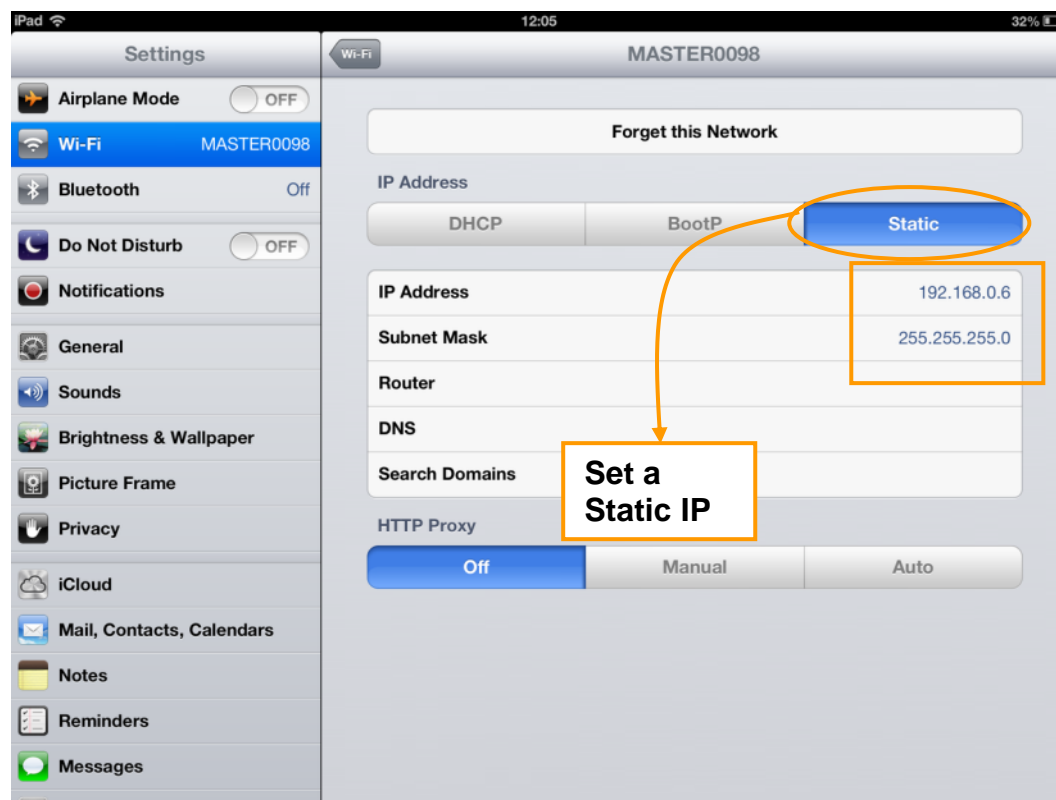 iPad 12:05 32%
Settings
Wi-Fi MASTER0098
Airplane Mode OFF
Wi-Fi MASTER0098
Bluetooth Off
Do Not Disturb OFF
Notifications
General
Sounds
Brightness & Wallpaper
Picture Frame
Privacy
iCloud
Mail, Contacts, Calendars
Notes
Reminders
Messages
Forget this Network
IP Address
DHCP BootP Static
IP Address 192.168.0.6
Subnet Mask 255.255.255.0
Router
DNS
Search Domains
Set a
Static IP
HTTP Proxy
Off Manual Auto